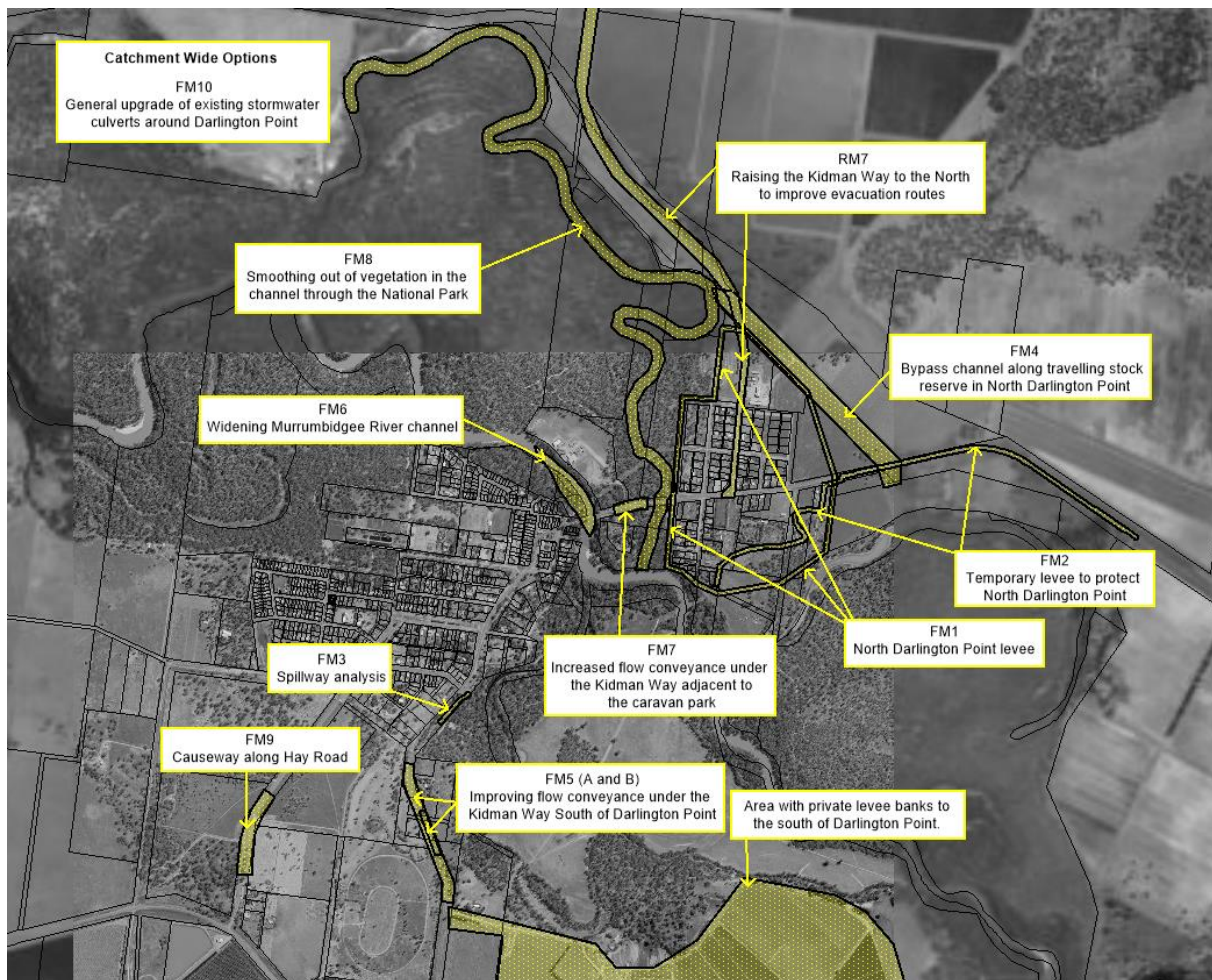 Catchment Wide Options
FM10
General upgrade of existing stormwater
culverts around Darlington Point
RM7
Raising the Kidman Way to the North
to improve evacuation routes
FM8
Smoothing out of vegetation in the
channel through the National Park
FM4
Bypass channel along travelling stock
reserve in North Darlington Point
FM6
Widening Murrumbidgee River channel
FM2
Temporary levee to protect
North Darlington Point
FM1
North Darlington Point levee
FM7
Increased flow conveyance under
the Kidman Way adjacent to
the caravan park
FM3
Spillway analysis
FM9
Causeway along Hay Road
FM5 (A and B)
Improving flow conveyance under the
Kidman Way South of Darlington Point
Area with private levee banks to
the south of Darlington Point.